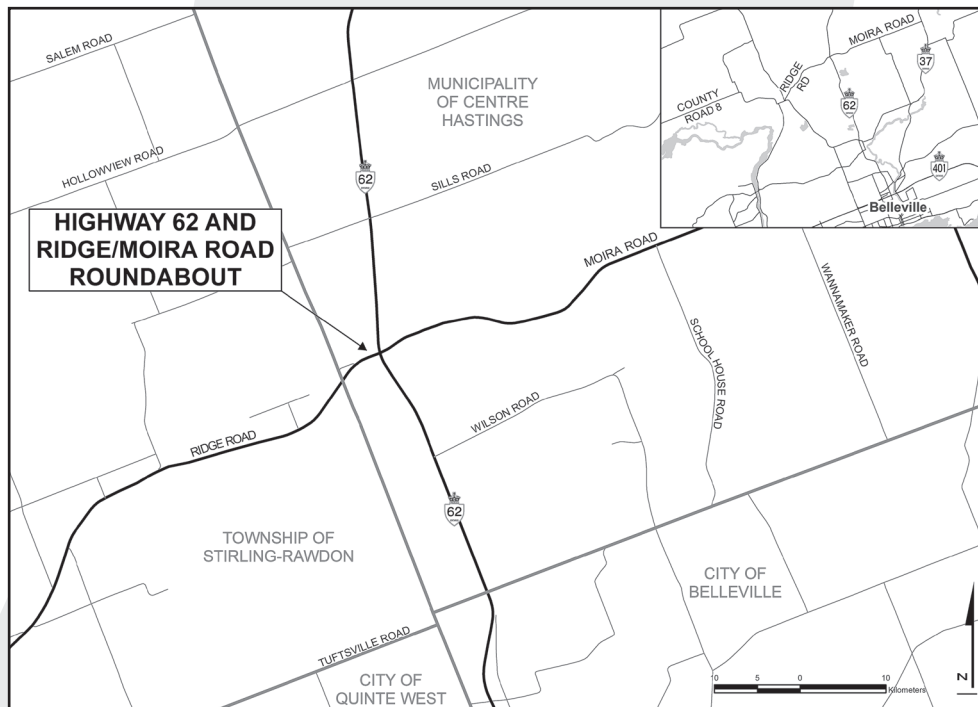 SALEM ROAD
MUNICIPALITY
OF CENTRE
HASTINGS
MOIRA ROAD
37
RIDGE
RD
COUNTY
ROAD 8
62
401
Belleville
HOLLOWVIEW ROAD
62
SILLS ROAD
HIGHWAY 62 AND
RIDGE/MOIRA ROAD
ROUNDABOUT
MOIRA ROAD
WANNAMAKER ROAD
SCHOOL HOUSE ROAD
WILSON ROAD
RIDGE ROAD
62
TOWNSHIP OF
STIRLING-RAWDON
CITY OF
BELLEVILLE
TUFTSVILLE ROAD
CITY OF
QUINTE WEST
10 5 0 10
Kilometers
N